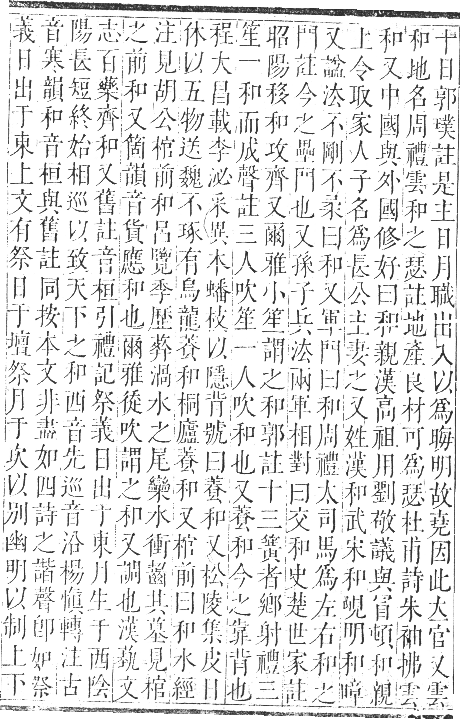 十日郭璞註是主日月職出入以爲晦明故堯因此大官又雲
和地名周禮雲和之瑟註地產良材可爲瑟杜甫詩朱袖拂雲
和又中國與外國修好曰和親漢高祖用劉敬議與冒頓和親
上令取家人子名爲長公主妻之又姓漢和武宋和峴明和嶂
又諡法不剛不柔曰和又軍門曰和周禮太司馬爲左右和之
門註今之壘門也又孫子兵法兩軍相對曰交和史楚世家註
昭陽移和攻齊又爾雅小笙謂之和郭註十三簧者鄉射禮三
笙一和而成聲註三人吹笙一人吹和也又養和今之靠背也
程大昌載李泌采異木蟠枝以隱背號曰養和又松陵集皮日
休以五物送魏不琢有烏龍養和桐廬養和又棺前曰和水經
注見胡公棺前和呂覽季歷葬渦水之尾欒水衝齧其墓見棺
之前和又箇韻音貨應和也爾雅徒吹謂之和又調也漢執文
志百藥齊和又舊註音桓引禮記祭義日出于東月生于西陰
陽長短終始相巡以致天下之和西音先巡音沿楊愼轉注古
音寒韻和音桓與舊註同按本文非盡如四詩之諧聲卽如祭
義日出于東上文有祭日于壇祭月于坎以別幽明以制上下